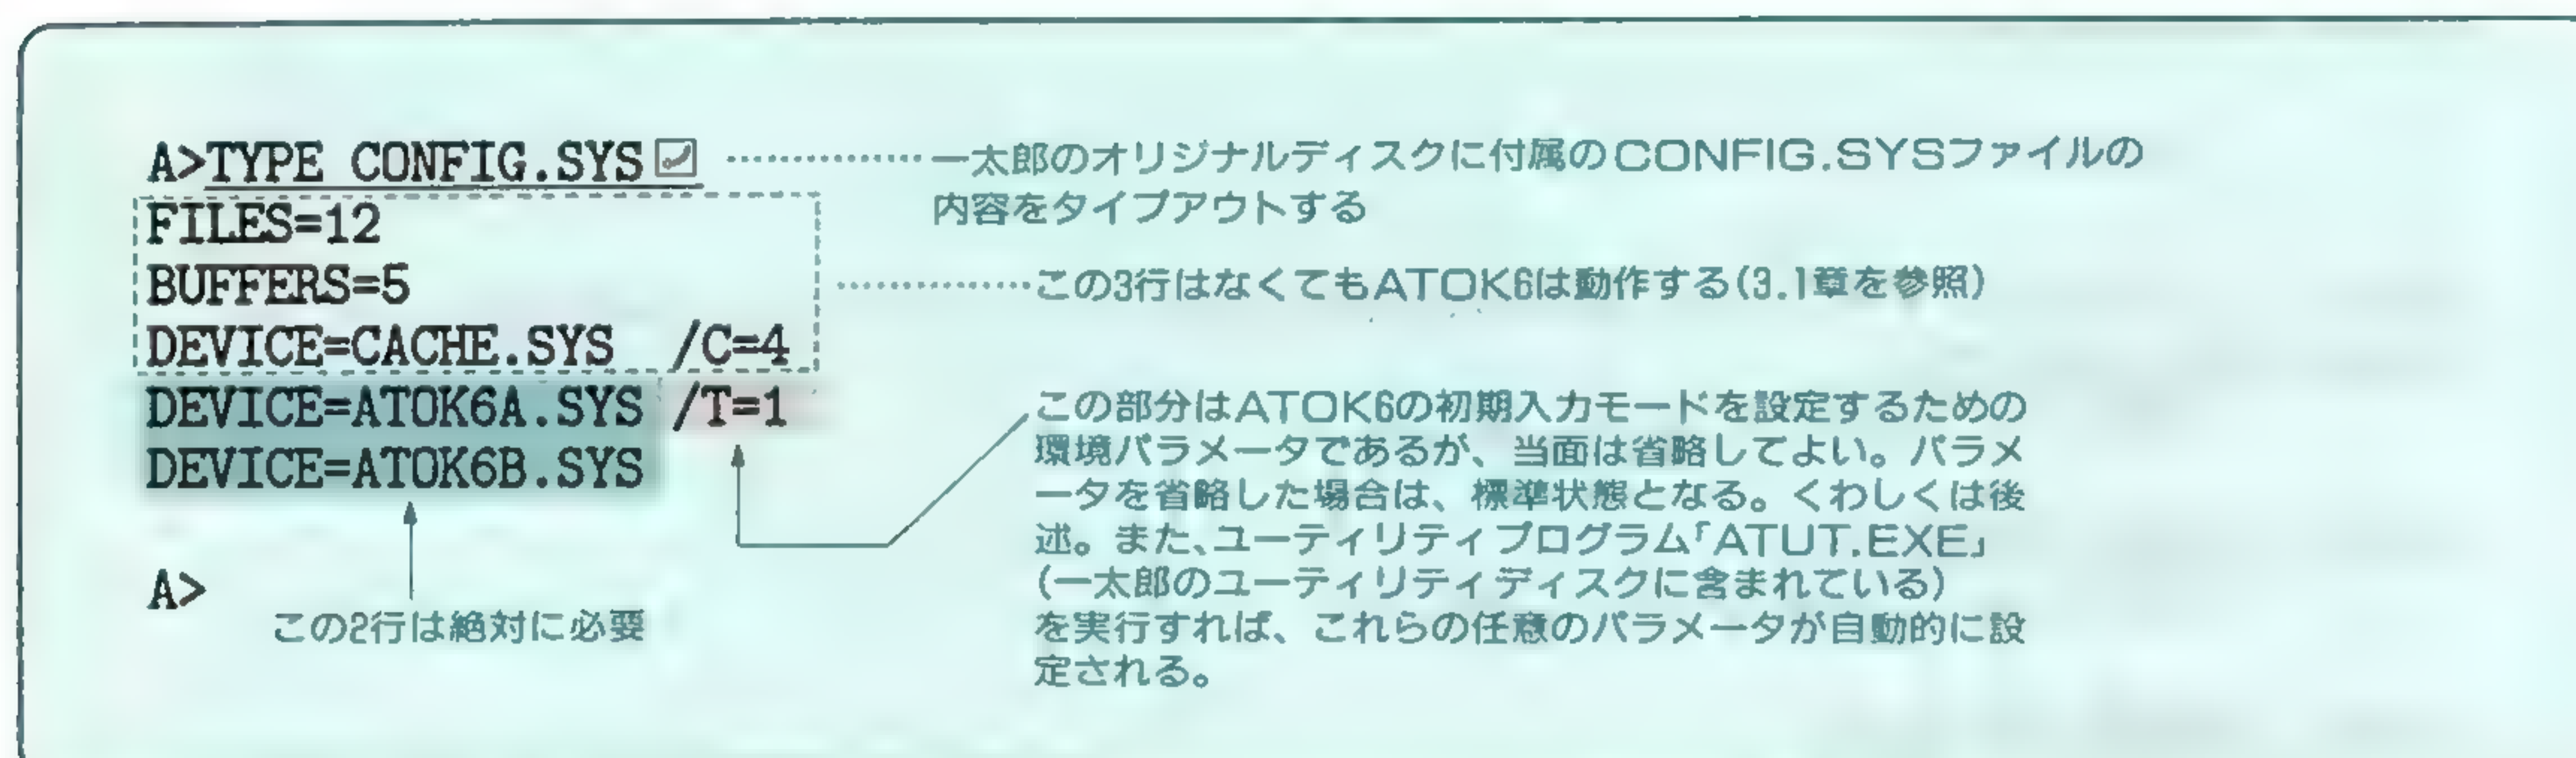 A>TYPE CONFIG.SYS
FILES=12
BUFFERS=5
DEVICE=CACHE.SYS /C=4
DEVICE=ATOK6A.SYS /T=1
DEVICE=ATOK6B.SYS
A>
この2行は絶対に必要
一太郎のオリジナルディスクに付属のCONFIG.SYSファイルの
内容をタイプアウトする
この3行はなくてもATOK6は動作する(3.1章を参照)
この部分はATOK6の初期入力モードを設定するための
環境パラメータであるが、当面は省略してよい。パラメ
ータを省略した場合は、標準状態となる。くわしくは後
述。また、ユーティリティプログラム「ATUT.EXE」
(一太郎のユーティリティディスクに含まれている)
を実行すれば、これらの任意のパラメータが自動的に設
定される。